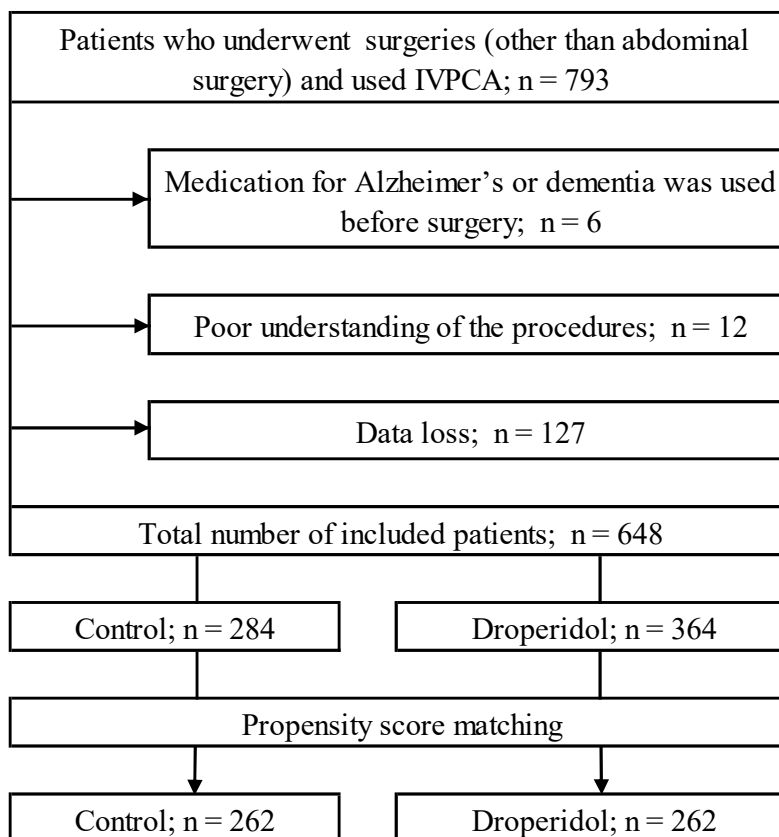 Patients who underwent surgeries (other than abdominal
surgery) and used IVPCA; n = 793
Medication for Alzheimer’s or dementia was used
before surgery; n = 6
Poor understanding of the procedures; n = 12
Data loss; n = 127
Total number of included patients; n = 648
Control; n = 284
Droperidol; n = 364
Propensity score matching
Control; n = 262
Droperidol; n = 262